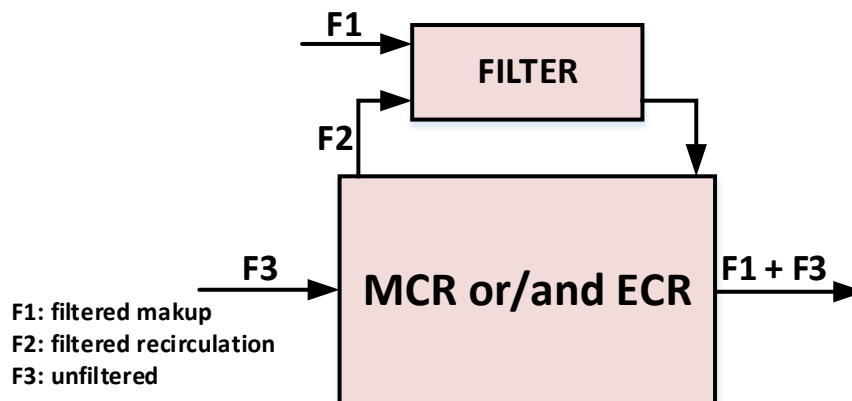 F1
FILTER
F2
F3
MCR or/and ECR
F1 + F3
F1: filtered makup
F2: filtered recirculation
F3: unfiltered